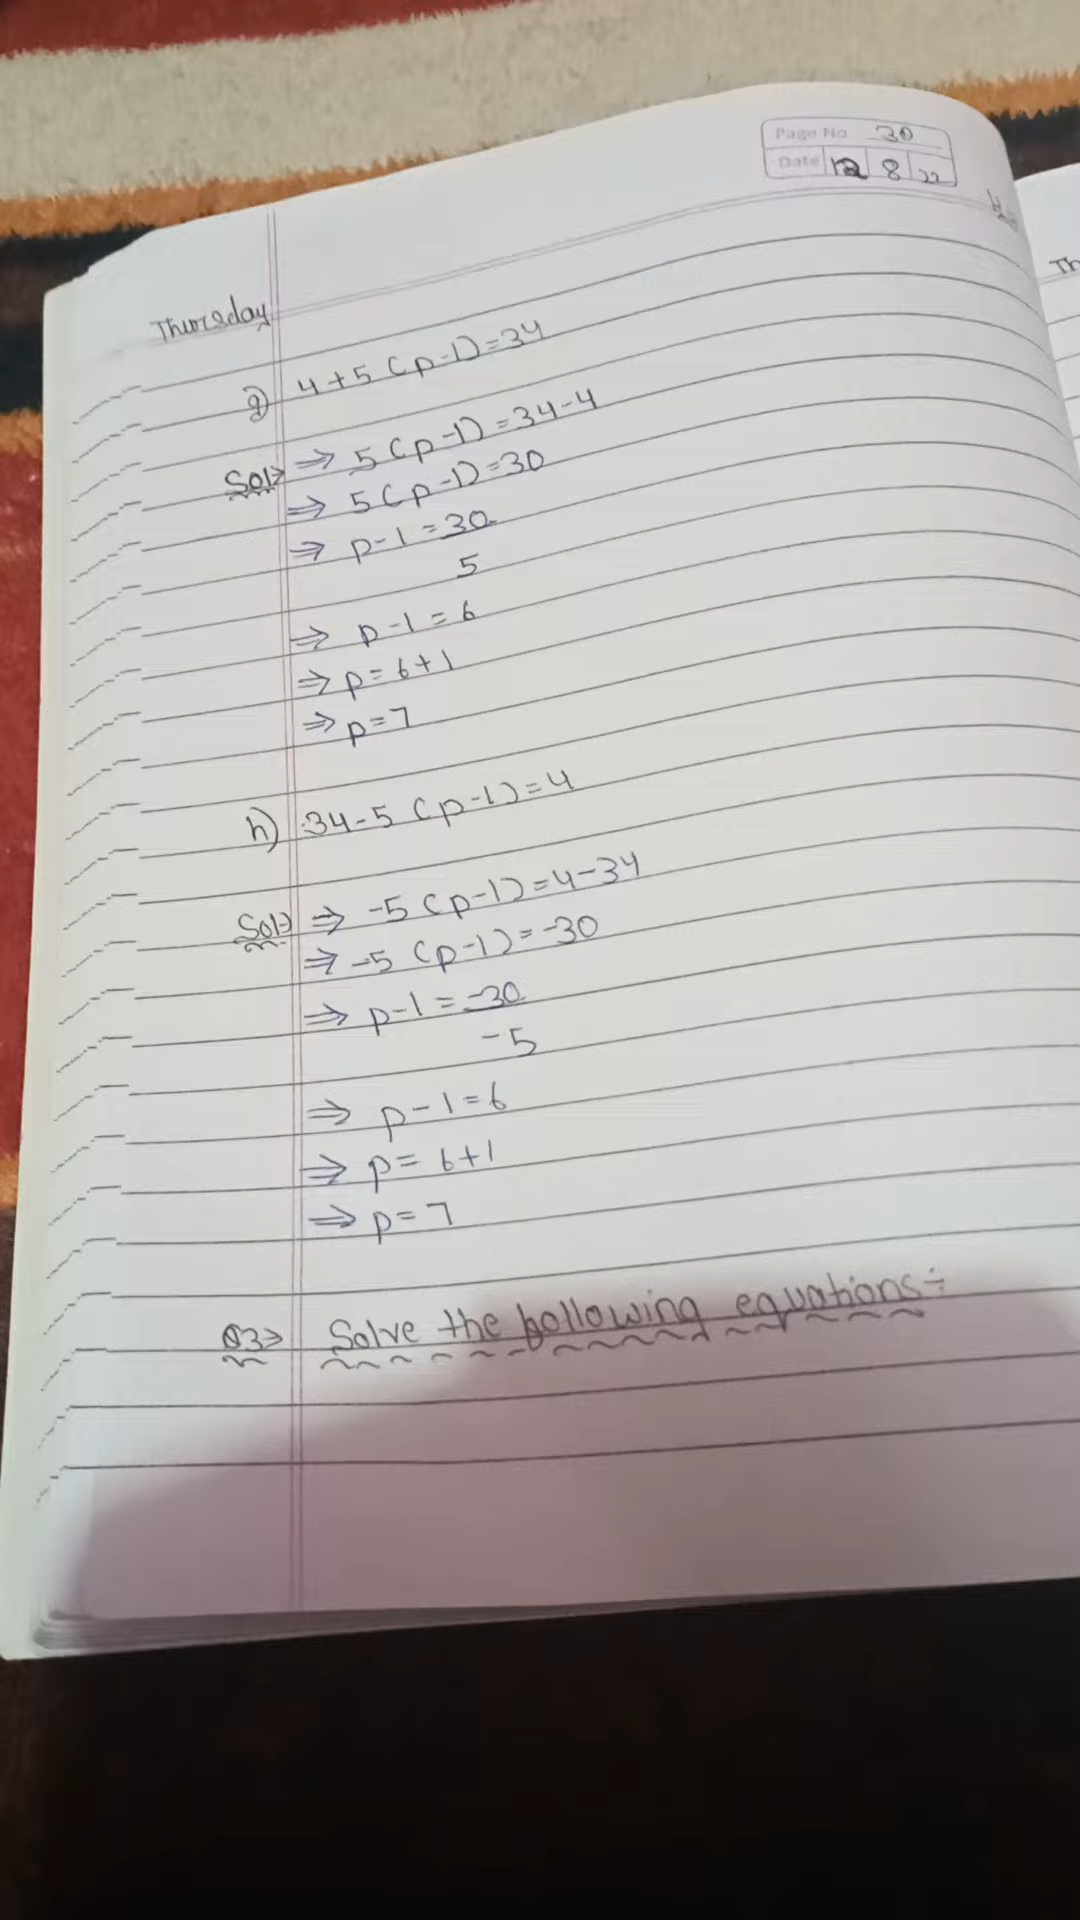 Page No 30
Date 12 8 22
Thursday
g) 4+5(p-1)=34
Sol> ⇒ 5(p-1)=34-4
⇒ 5(p-1)=30
⇒ p-1=30
5
⇒ p-1=6
⇒ p=6+1
⇒ p=7
h) 34-5(p-1)=4
Sol> ⇒ -5(p-1)=4-34
⇒ -5(p-1)=-30
⇒ p-1=-30
-5
⇒ p-1=6
⇒ p=6+1
⇒ p=7
Q3> Solve the following equations÷
Th